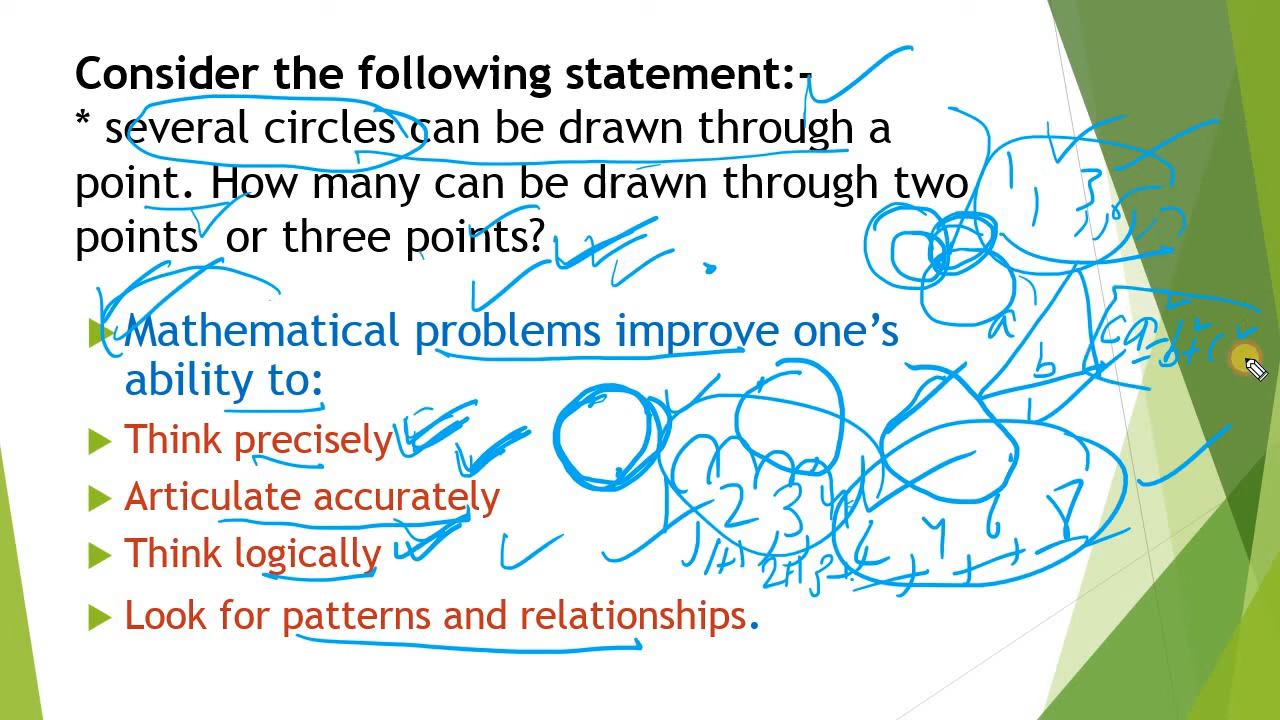 Consider the following statement:-
* several circles can be drawn through a
point. How many can be drawn through two
points or three points?
Mathematical problems improve one's
ability to:
Think precisely
Articulate accurately
Think logically
Look for patterns and relationships.
a
b
2 3